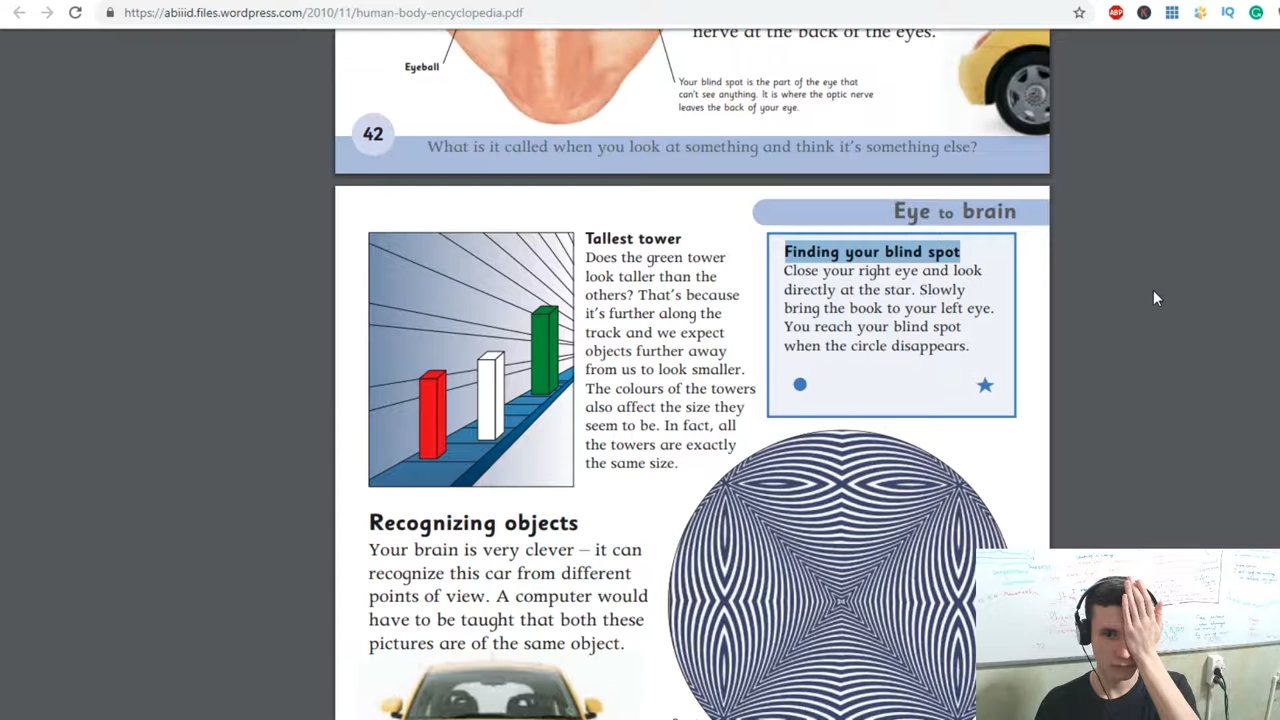 https://abiiid.files.wordpress.com/2010/11/human-body-encyclopedia.pdf
ABP
K
IQ
G
nerve at the back of the eyes.
Eyeball
Your blind spot is the part of the eye that
can't see anything. It is where the optic nerve
leaves the back of your eye.
42
What is it called when you look at something and think it's something else?
Eye to brain
Tallest tower
Does the green tower
look taller than the
others? That's because
it's further along the
track and we expect
objects further away
from us to look smaller.
The colours of the towers
also affect the size they
seem to be. In fact, all
the towers are exactly
the same size.
Finding your blind spot
Close your right eye and look
directly at the star. Slowly
bring the book to your left eye.
You reach your blind spot
when the circle disappears.
Recognizing objects
Your brain is very clever – it can
recognize this car from different
points of view. A computer would
have to be taught that both these
pictures are of the same object.